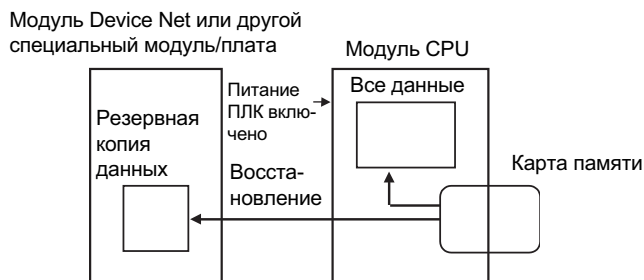 Модуль Device Net или другой
специальный модуль/плата
Модуль CPU
Питание
ПЛК вклю-
чено
Все данные
Резервная
копия
данных
Восста-
новление
Карта памяти